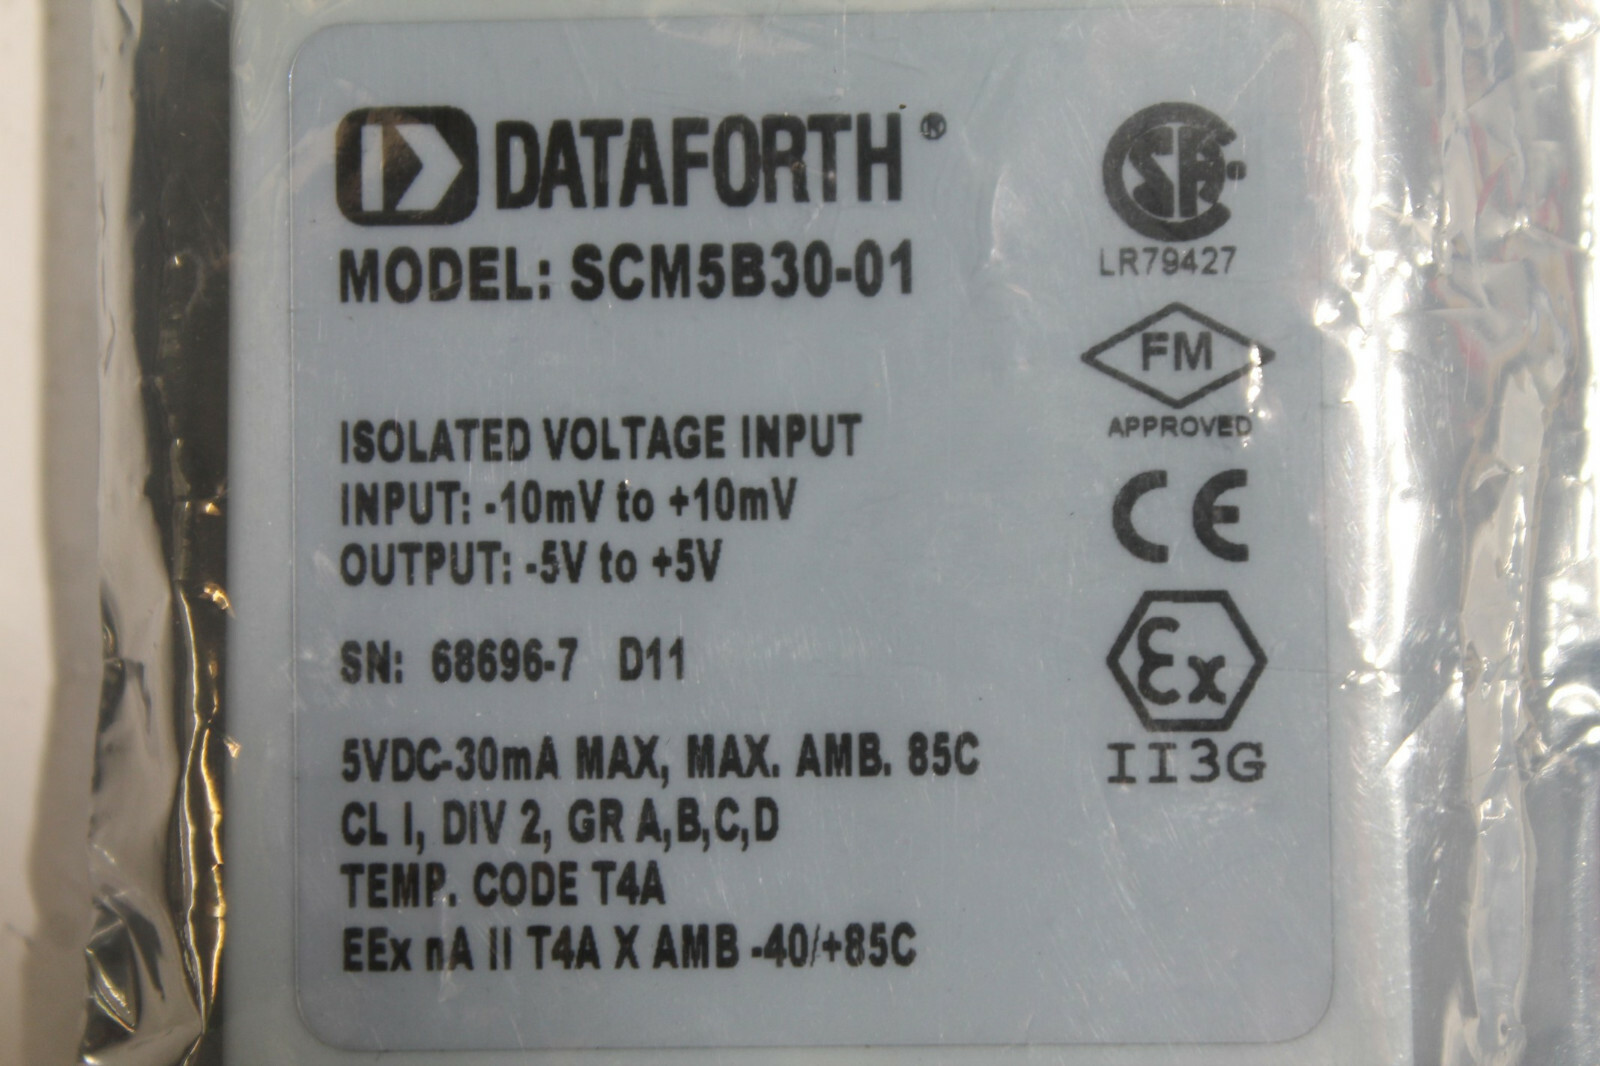 DATAFORTH®
MODEL: SCM5B30-01
ISOLATED VOLTAGE INPUT
INPUT: -10mV to +10mV
OUTPUT: -5V to +5V
SN: 68696-7 D11
5VDC-30mA MAX, MAX. AMB. 85C
CL I, DIV 2, GR A,B,C,D
TEMP. CODE T4A
EEx nA II T4A X AMB -40/+85C
SA
LR79427
FM
APPROVED
CE
Ex
II3G